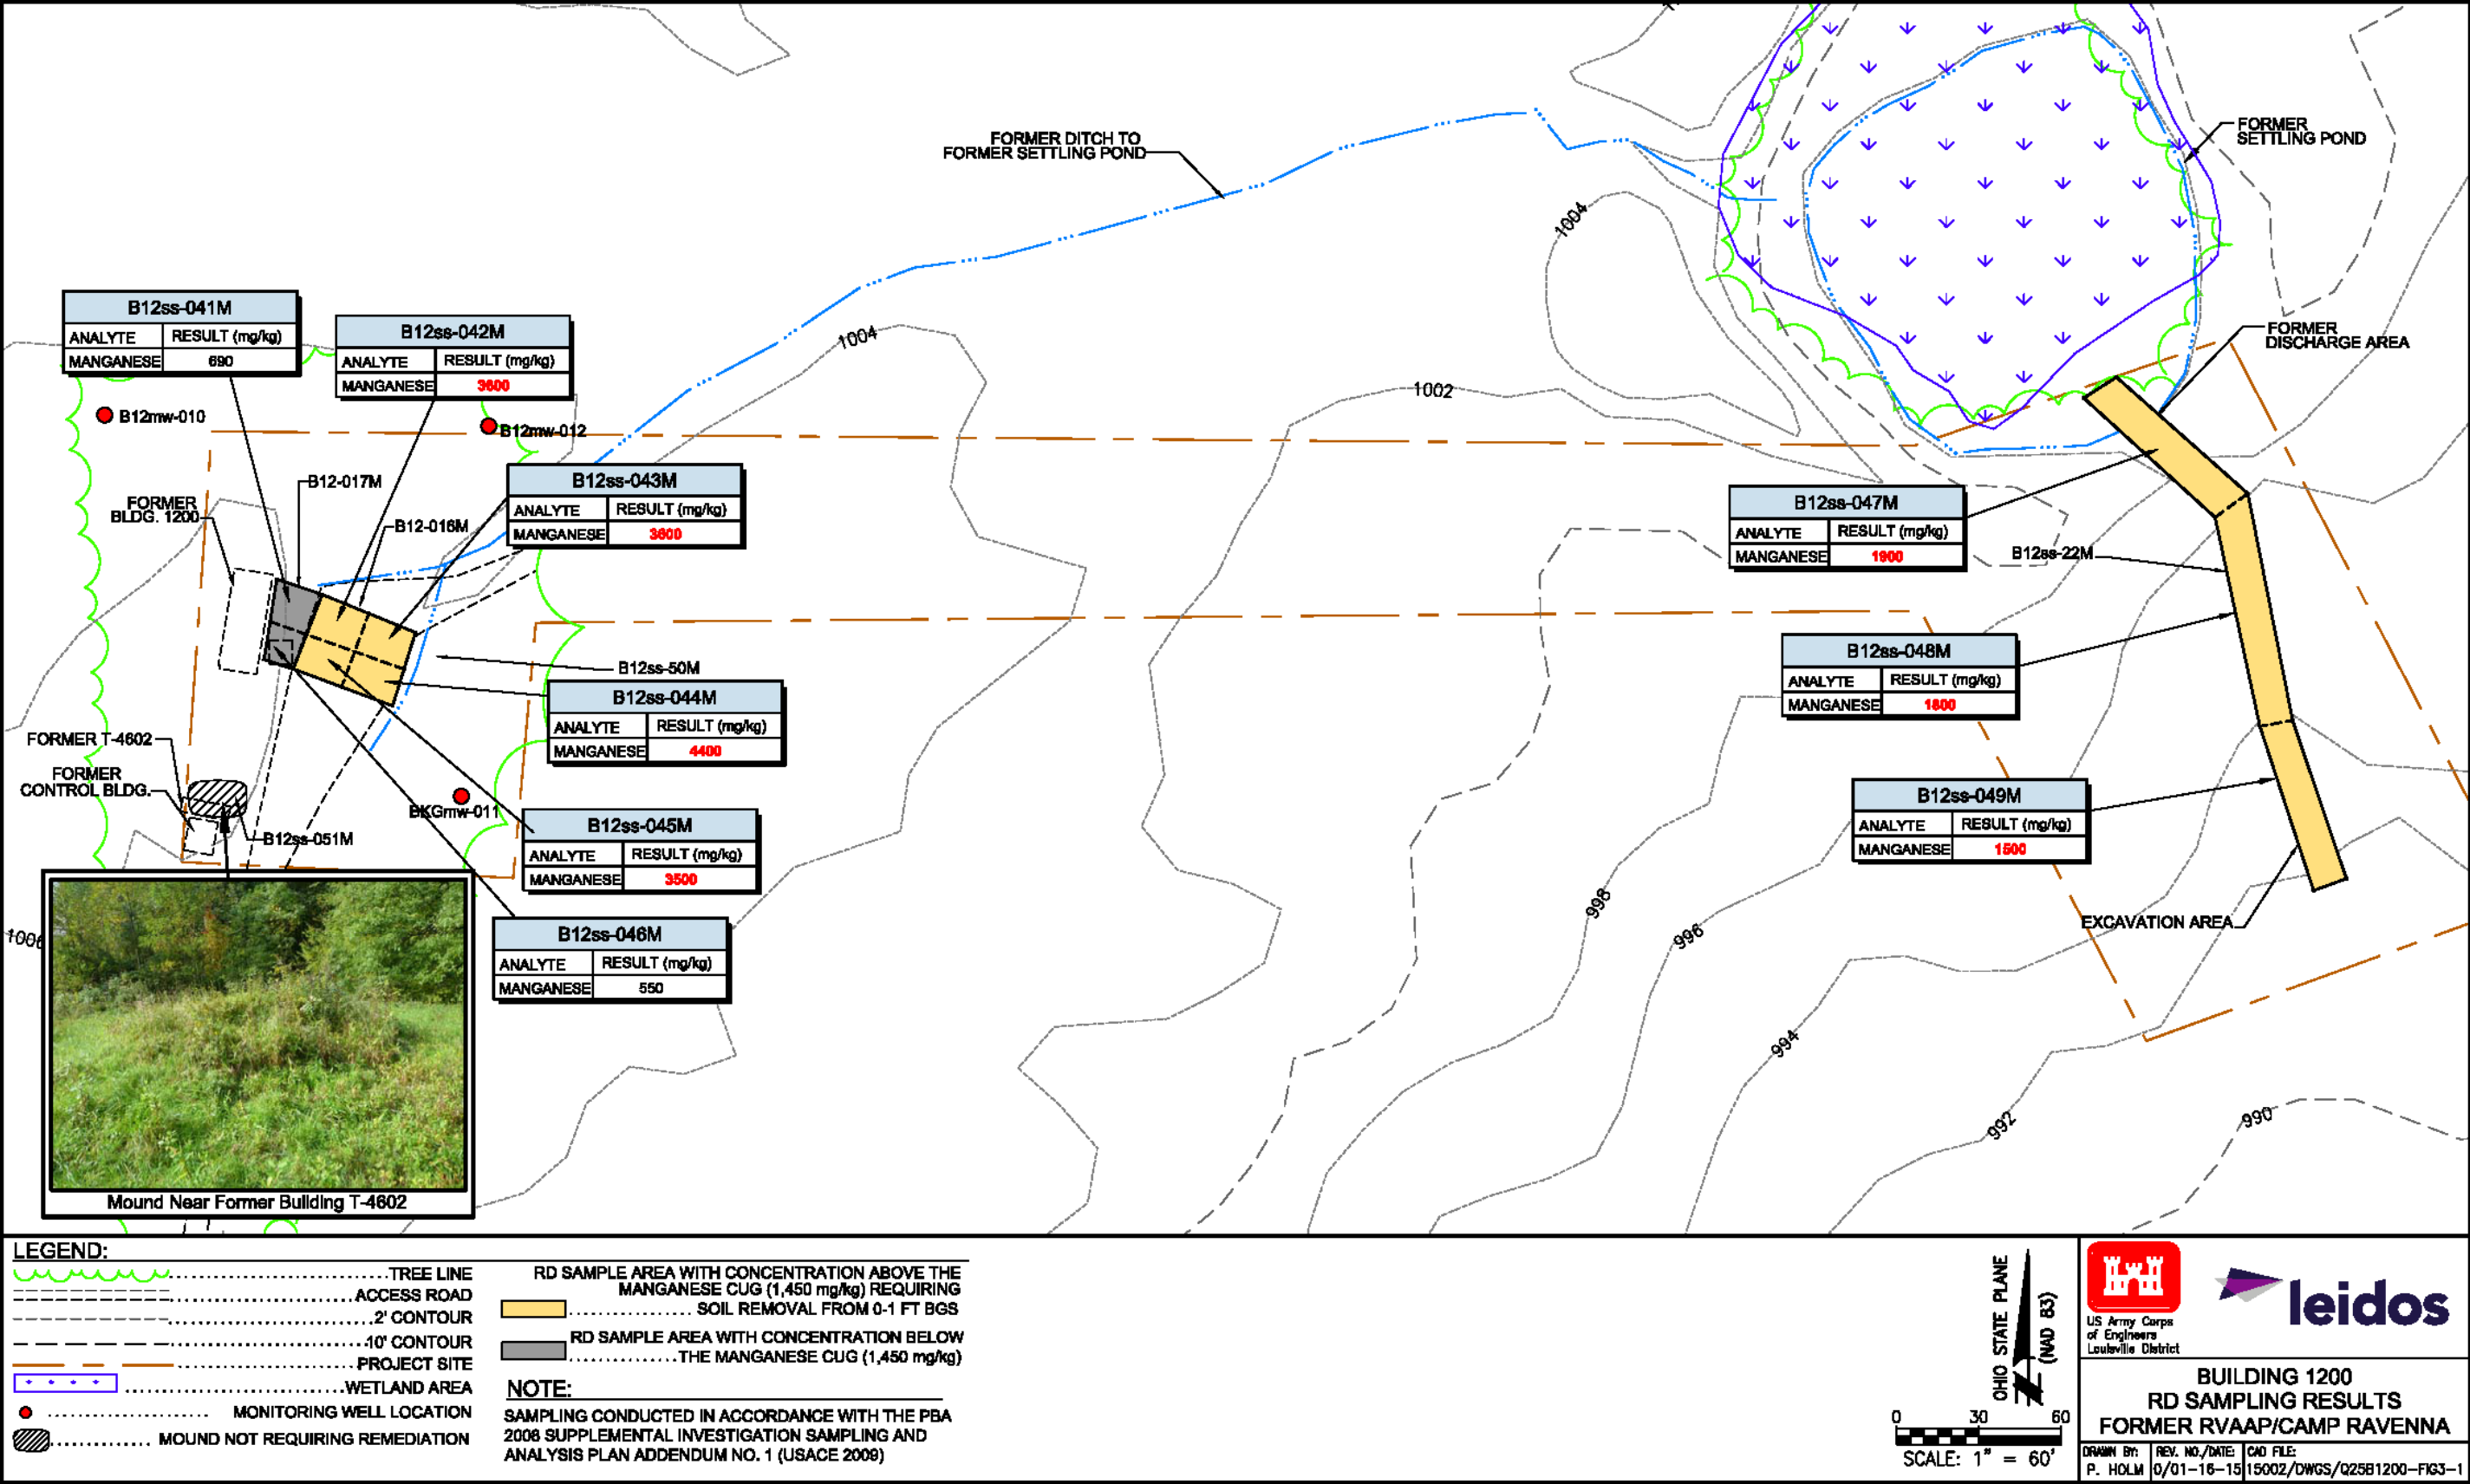 FORMER DITCH TO
FORMER SETTLING POND
FORMER
SETTLING POND
1004
B12ss-041M
ANALYTE RESULT (mg/kg)
MANGANESE 690
B12ss-042M
ANALYTE RESULT (mg/kg)
MANGANESE 3600
1004
FORMER
DISCHARGE AREA
1002
B12mw-010
B12mw-012
B12-017M
B12ss-043M
ANALYTE RESULT (mg/kg)
MANGANESE 3600
FORMER
BLDG. 1200
B12-016M
B12ss-047M
ANALYTE RESULT (mg/kg)
MANGANESE 1900
B12ss-22M
B12ss-50M
B12ss-044M
ANALYTE RESULT (mg/kg)
MANGANESE 4400
B12ss-048M
ANALYTE RESULT (mg/kg)
MANGANESE 1800
FORMER T-4602
FORMER
CONTROL BLDG.
B12ss-051M
BKGmw-011
B12ss-045M
ANALYTE RESULT (mg/kg)
MANGANESE 3500
B12ss-049M
ANALYTE RESULT (mg/kg)
MANGANESE 1500
1006
B12ss-046M
ANALYTE RESULT (mg/kg)
MANGANESE 550
998
996
EXCAVATION AREA
994
992
990
Mound Near Former Building T-4602
LEGEND:
TREE LINE
ACCESS ROAD
2' CONTOUR
10' CONTOUR
PROJECT SITE
WETLAND AREA
MONITORING WELL LOCATION
MOUND NOT REQUIRING REMEDIATION
RD SAMPLE AREA WITH CONCENTRATION ABOVE THE
MANGANESE CUG (1,450 mg/kg) REQUIRING
SOIL REMOVAL FROM 0-1 FT BGS
RD SAMPLE AREA WITH CONCENTRATION BELOW
THE MANGANESE CUG (1,450 mg/kg)
NOTE:
SAMPLING CONDUCTED IN ACCORDANCE WITH THE PBA
2008 SUPPLEMENTAL INVESTIGATION SAMPLING AND
ANALYSIS PLAN ADDENDUM NO. 1 (USACE 2009)
OHIO STATE PLANE
(NAD 83)
0 30 60
SCALE: 1" = 60'
US Army Corps
of Engineers
Louisville District
leidos
BUILDING 1200
RD SAMPLING RESULTS
FORMER RVAAP/CAMP RAVENNA
DRAWN BY: REV. NO./DATE: CAD FILE:
P. HOLM 0/01-16-15 15002/DWGS/Q25B1200-FIG3-1